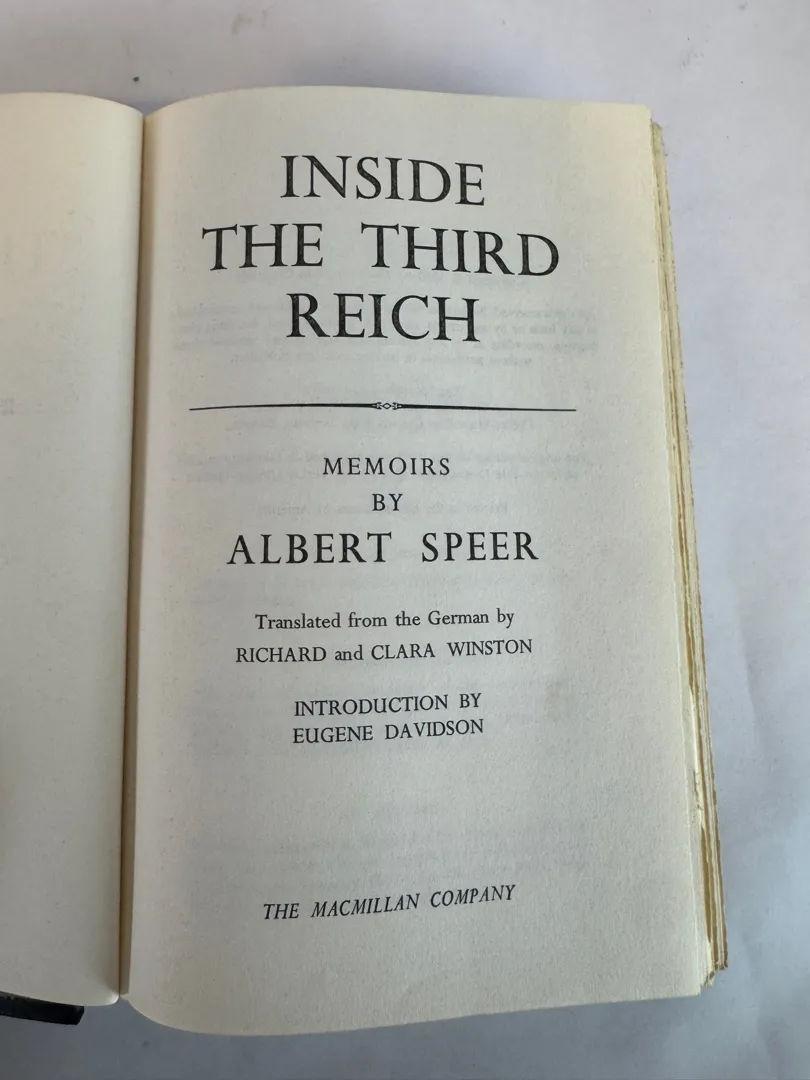 INSIDE
THE THIRD
REICH
MEMOIRS
BY
ALBERT SPEER
Translated from the German by
RICHARD and CLARA WINSTON
INTRODUCTION BY
EUGENE DAVIDSON
THE MACMILLAN COMPANY